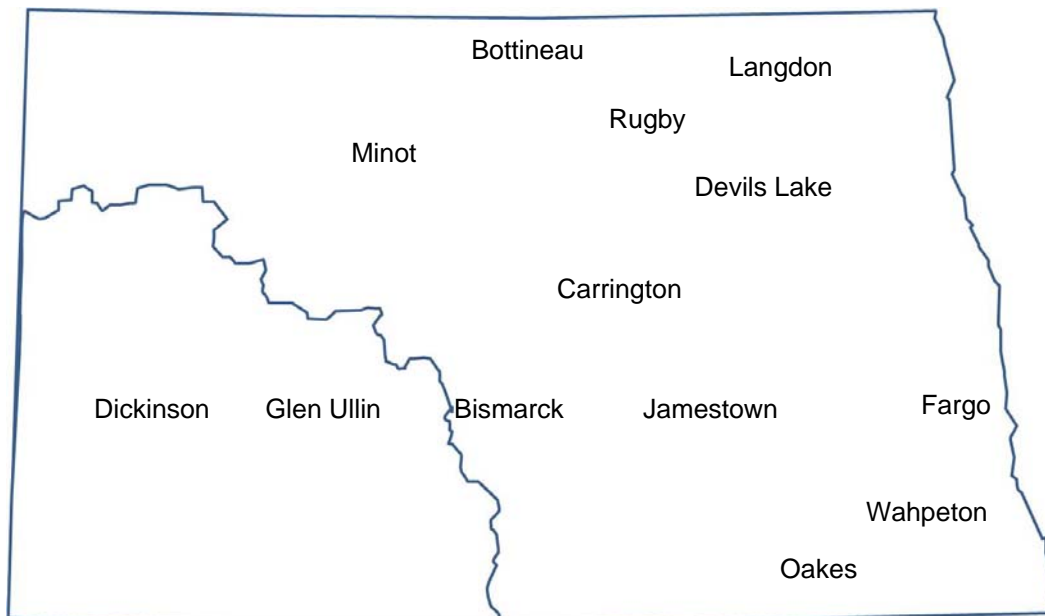 Bottineau
Langdon
Rugby
Minot
Devils Lake
Carrington
Dickinson Glen Ullin Bismarck Jamestown Fargo
Wahpeton
Oakes